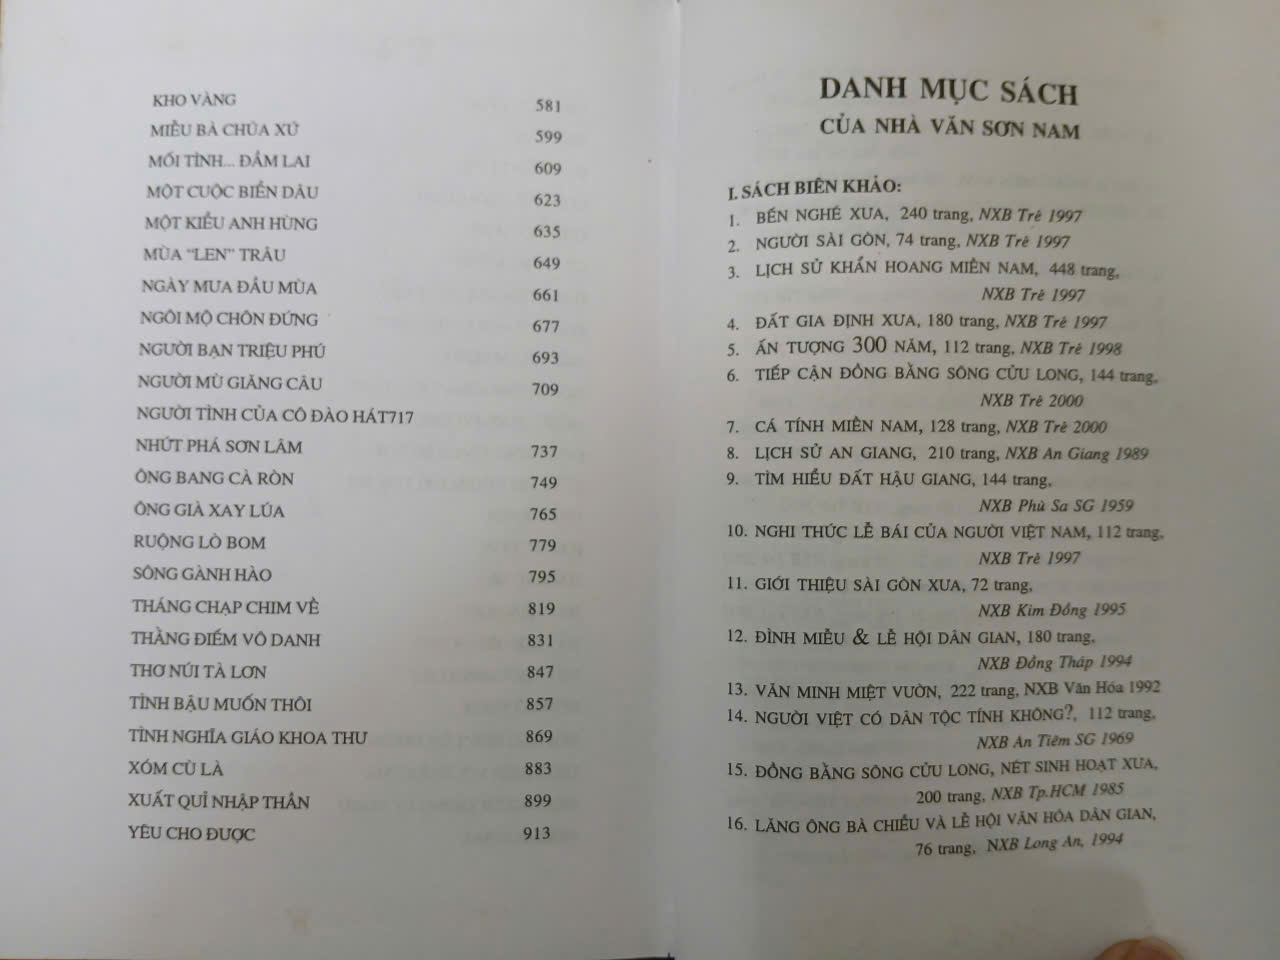 KHO VÀNG 581
MIỄU BÀ CHÚA XỨ 599
MỐI TÌNH... ĐẦM LAI 609
MỘT CUỘC BIỂN DÂU 623
MỘT KIỂU ANH HÙNG 635
MÙA "LEN" TRÂU 649
NGÀY MƯA ĐẦU MÙA 661
NGÔI MỘ CHÔN ĐỨNG 677
NGƯỜI BẠN TRIỆU PHÚ 693
NGƯỜI MÙ GIĂNG CÂU 709
NGƯỜI TÌNH CỦA CÔ ĐÀO HÁT717
NHỨT PHÁ SƠN LÂM 737
ÔNG BANG CÀ RÒN 749
ÔNG GIÀ XAY LÚA 765
RUỘNG LÒ BOM 779
SÔNG GÀNH HÀO 795
THÁNG CHẠP CHIM VỀ 819
THẰNG ĐIẾM VÔ DANH 831
THƠ NÚI TÀ LƠN 847
TÌNH BẬU MUỐN THÔI 857
TÌNH NGHĨA GIÁO KHOA THƯ 869
XÓM CÙ LÀ 883
XUẤT QUỈ NHẬP THẦN 899
YÊU CHO ĐƯỢC 913
DANH MỤC SÁCH
CỦA NHÀ VĂN SƠN NAM
I. SÁCH BIÊN KHẢO:
1. BẾN NGHÉ XƯA, 240 trang, NXB Trẻ 1997
2. NGƯỜI SÀI GÒN, 74 trang, NXB Trẻ 1997
3. LỊCH SỬ KHẨN HOANG MIỀN NAM, 448 trang,
NXB Trẻ 1997
4. ĐẤT GIA ĐỊNH XƯA, 180 trang, NXB Trẻ 1997
5. ẤN TƯỢNG 300 NĂM, 112 trang, NXB Trẻ 1998
6. TIẾP CẬN ĐỒNG BẰNG SÔNG CỬU LONG, 144 trang,
NXB Trẻ 2000
7. CÁ TÍNH MIỀN NAM, 128 trang, NXB Trẻ 2000
8. LỊCH SỬ AN GIANG, 210 trang, NXB An Giang 1989
9. TÌM HIỂU ĐẤT HẬU GIANG, 144 trang,
NXB Phù Sa SG 1959
10. NGHI THỨC LỄ BÁI CỦA NGƯỜI VIỆT NAM, 112 trang,
NXB Trẻ 1997
11. GIỚI THIỆU SÀI GÒN XƯA, 72 trang,
NXB Kim Đồng 1995
12. ĐÌNH MIỄU & LỄ HỘI DÂN GIAN, 180 trang,
NXB Đồng Tháp 1994
13. VĂN MINH MIỆT VƯỜN, 222 trang, NXB Văn Hóa 1992
14. NGƯỜI VIỆT CÓ DÂN TỘC TÍNH KHÔNG?, 112 trang,
NXB An Tiêm SG 1969
15. ĐỒNG BẰNG SÔNG CỬU LONG, NÉT SINH HOẠT XƯA,
200 trang, NXB Tp.HCM 1985
16. LĂNG ÔNG BÀ CHIỂU VÀ LỄ HỘI VĂN HÓA DÂN GIAN,
76 trang, NXB Long An, 1994